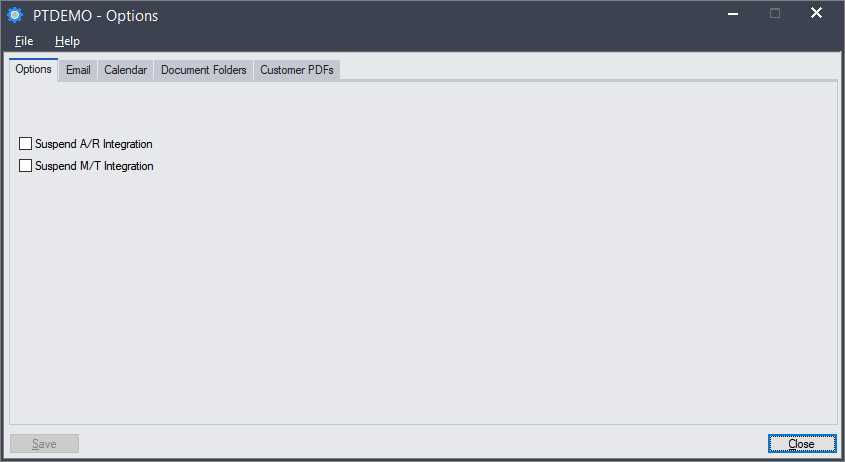 PTDEMO - Options
File Help
Options Email Calendar Document Folders Customer PDFs
Suspend A/R Integration
Suspend M/T Integration
Save Close